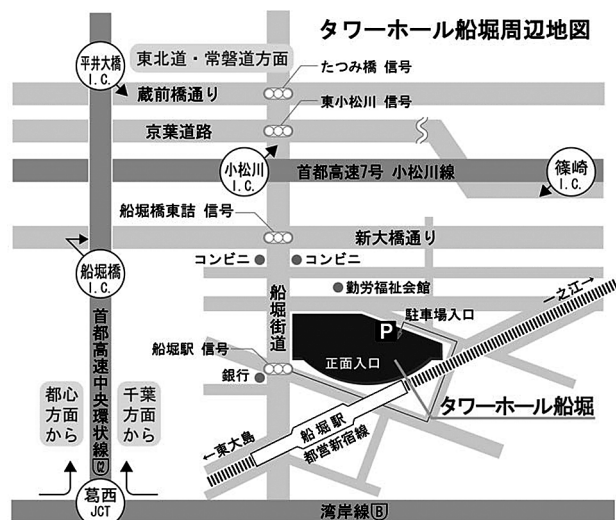 タワーホール船堀周辺地図
平井大橋
I.C.
東北道・常磐道方面
たつみ橋 信号
蔵前橋通り
東小松川 信号
京葉道路
小松川
I.C.
首都高速7号 小松川線
篠崎
I.C.
船堀橋東詰 信号
新大橋通り
コンビニ
コンビニ
船堀橋
I.C.
勤労福祉会館
一之江→
船堀街道
駐車場入口
P
首都高速中央環状線
C2
船堀駅 信号
正面入口
銀行
タワーホール船堀
都心
方面
から
千葉
方面
から
船堀駅
都営新宿線
←東大島
葛西
JCT
湾岸線 B